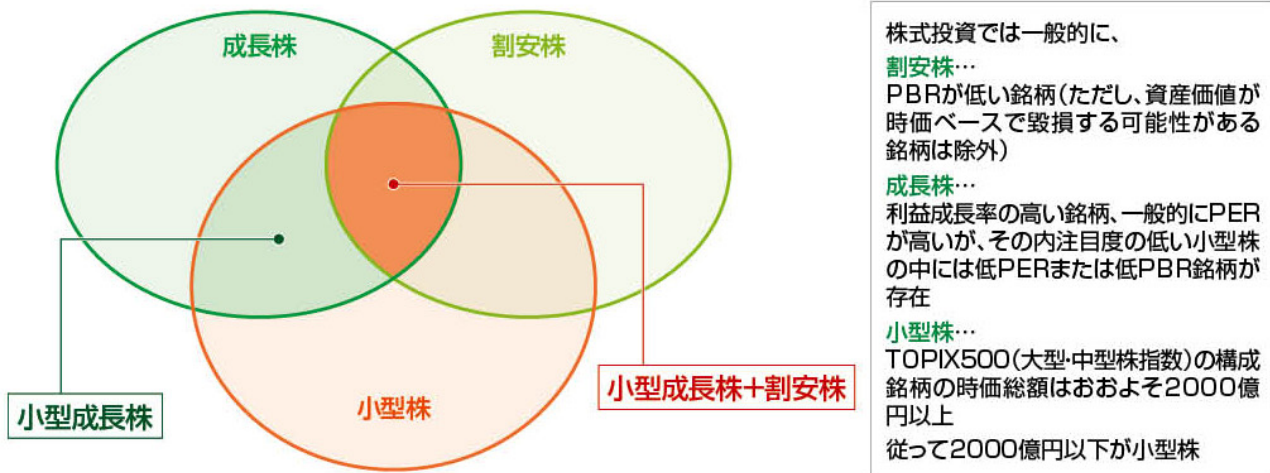 成長株
割安株
小型成長株
小型株
小型成長株+割安株
株式投資では一般的に、
割安株…
PBRが低い銘柄(ただし、資産価値が
時価ベースで毀損する可能性がある
銘柄は除外)
成長株…
利益成長率の高い銘柄、一般的にPER
が高いが、その内注目度の低い小型株
の中には低PERまたは低PBR銘柄が
存在
小型株…
TOPIX500(大型・中型株指数)の構成
銘柄の時価総額はおおよそ2000億
円以上
従って2000億円以下が小型株